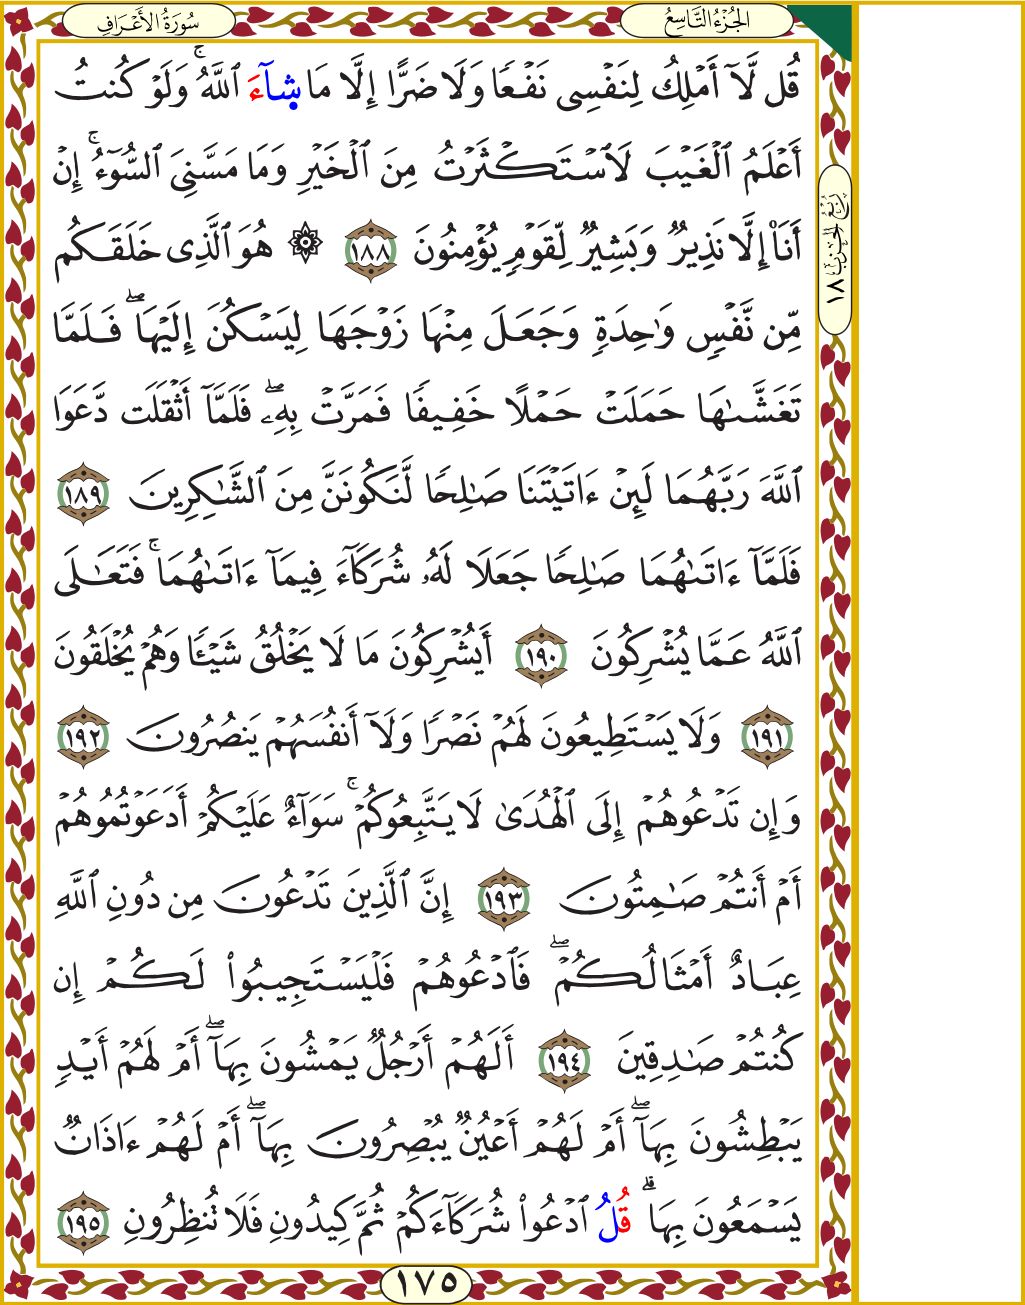 سُورَةُ الأَعْرَافِ
الجُزْءُ التَّاسِعُ
قُل لَّآ أَمْلِكُ لِنَفْسِى نَفْعًا وَلَا ضَرًّا إِلَّا مَا شِآءَ ٱللَّهُ ۚ وَلَوْ كُنتُ
أَعْلَمُ ٱلْغَيْبَ لَٱسْتَكْثَرْتُ مِنَ ٱلْخَيْرِ وَمَا مَسَّنِىَ ٱلسُّوٓءُ ۚ إِنْ
أَنَا۠ إِلَّا نَذِيرٌ وَبَشِيرٌ لِّقَوْمٍ يُؤْمِنُونَ ١٨٨ ۞ هُوَ ٱلَّذِى خَلَقَكُم
مِّن نَّفْسٍ وَٰحِدَةٍ وَجَعَلَ مِنْهَا زَوْجَهَا لِيَسْكُنَ إِلَيْهَا ۖ فَلَمَّا
تَغَشَّىٰهَا حَمَلَتْ حَمْلًا خَفِيفًا فَمَرَّتْ بِهِۦ ۖ فَلَمَّآ أَثْقَلَت دَّعَوَا
ٱللَّهَ رَبَّهُمَا لَئِنْ ءَاتَيْتَنَا صَٰلِحًا لَّنَكُونَنَّ مِنَ ٱلشَّٰكِرِينَ ١٨٩
فَلَمَّآ ءَاتَىٰهُمَا صَٰلِحًا جَعَلَا لَهُۥ شُرَكَآءَ فِيمَآ ءَاتَىٰهُمَا ۚ فَتَعَٰلَى
ٱللَّهُ عَمَّا يُشْرِكُونَ ١٩٠ أَيُشْرِكُونَ مَا لَا يَخْلُقُ شَيْـًٔا وَهُمْ يُخْلَقُونَ
١٩١ وَلَا يَسْتَطِيعُونَ لَهُمْ نَصْرًا وَلَآ أَنفُسَهُمْ يَنصُرُونَ ١٩٢
وَإِن تَدْعُوهُمْ إِلَى ٱلْهُدَىٰ لَا يَتَّبِعُوكُمْ ۚ سَوَآءٌ عَلَيْكُمْ أَدَعَوْتُمُوهُمْ
أَمْ أَنتُمْ صَٰمِتُونَ ١٩٣ إِنَّ ٱلَّذِينَ تَدْعُونَ مِن دُونِ ٱللَّهِ
عِبَادٌ أَمْثَالُكُمْ ۖ فَٱدْعُوهُمْ فَلْيَسْتَجِيبُوا۟ لَكُمْ إِن
كُنتُمْ صَٰدِقِينَ ١٩٤ أَلَهُمْ أَرْجُلٌ يَمْشُونَ بِهَآ ۖ أَمْ لَهُمْ أَيْدٍ
يَبْطِشُونَ بِهَآ ۖ أَمْ لَهُمْ أَعْيُنٌ يُبْصِرُونَ بِهَآ ۖ أَمْ لَهُمْ ءَاذَانٌ
يَسْمَعُونَ بِهَا ۗ قُلُ ٱدْعُوا۟ شُرَكَآءَكُمْ ثُمَّ كِيدُونِ فَلَا تُنظِرُونِ ١٩٥
١٧٥
رُبْعُ الْحِزْبِ ١٨